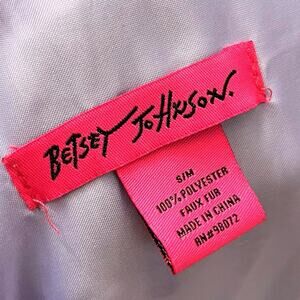 BETSEY JOHNSON.
S/M
100% POLYESTER
FAUX FUR
MADE IN CHINA
RN#98072